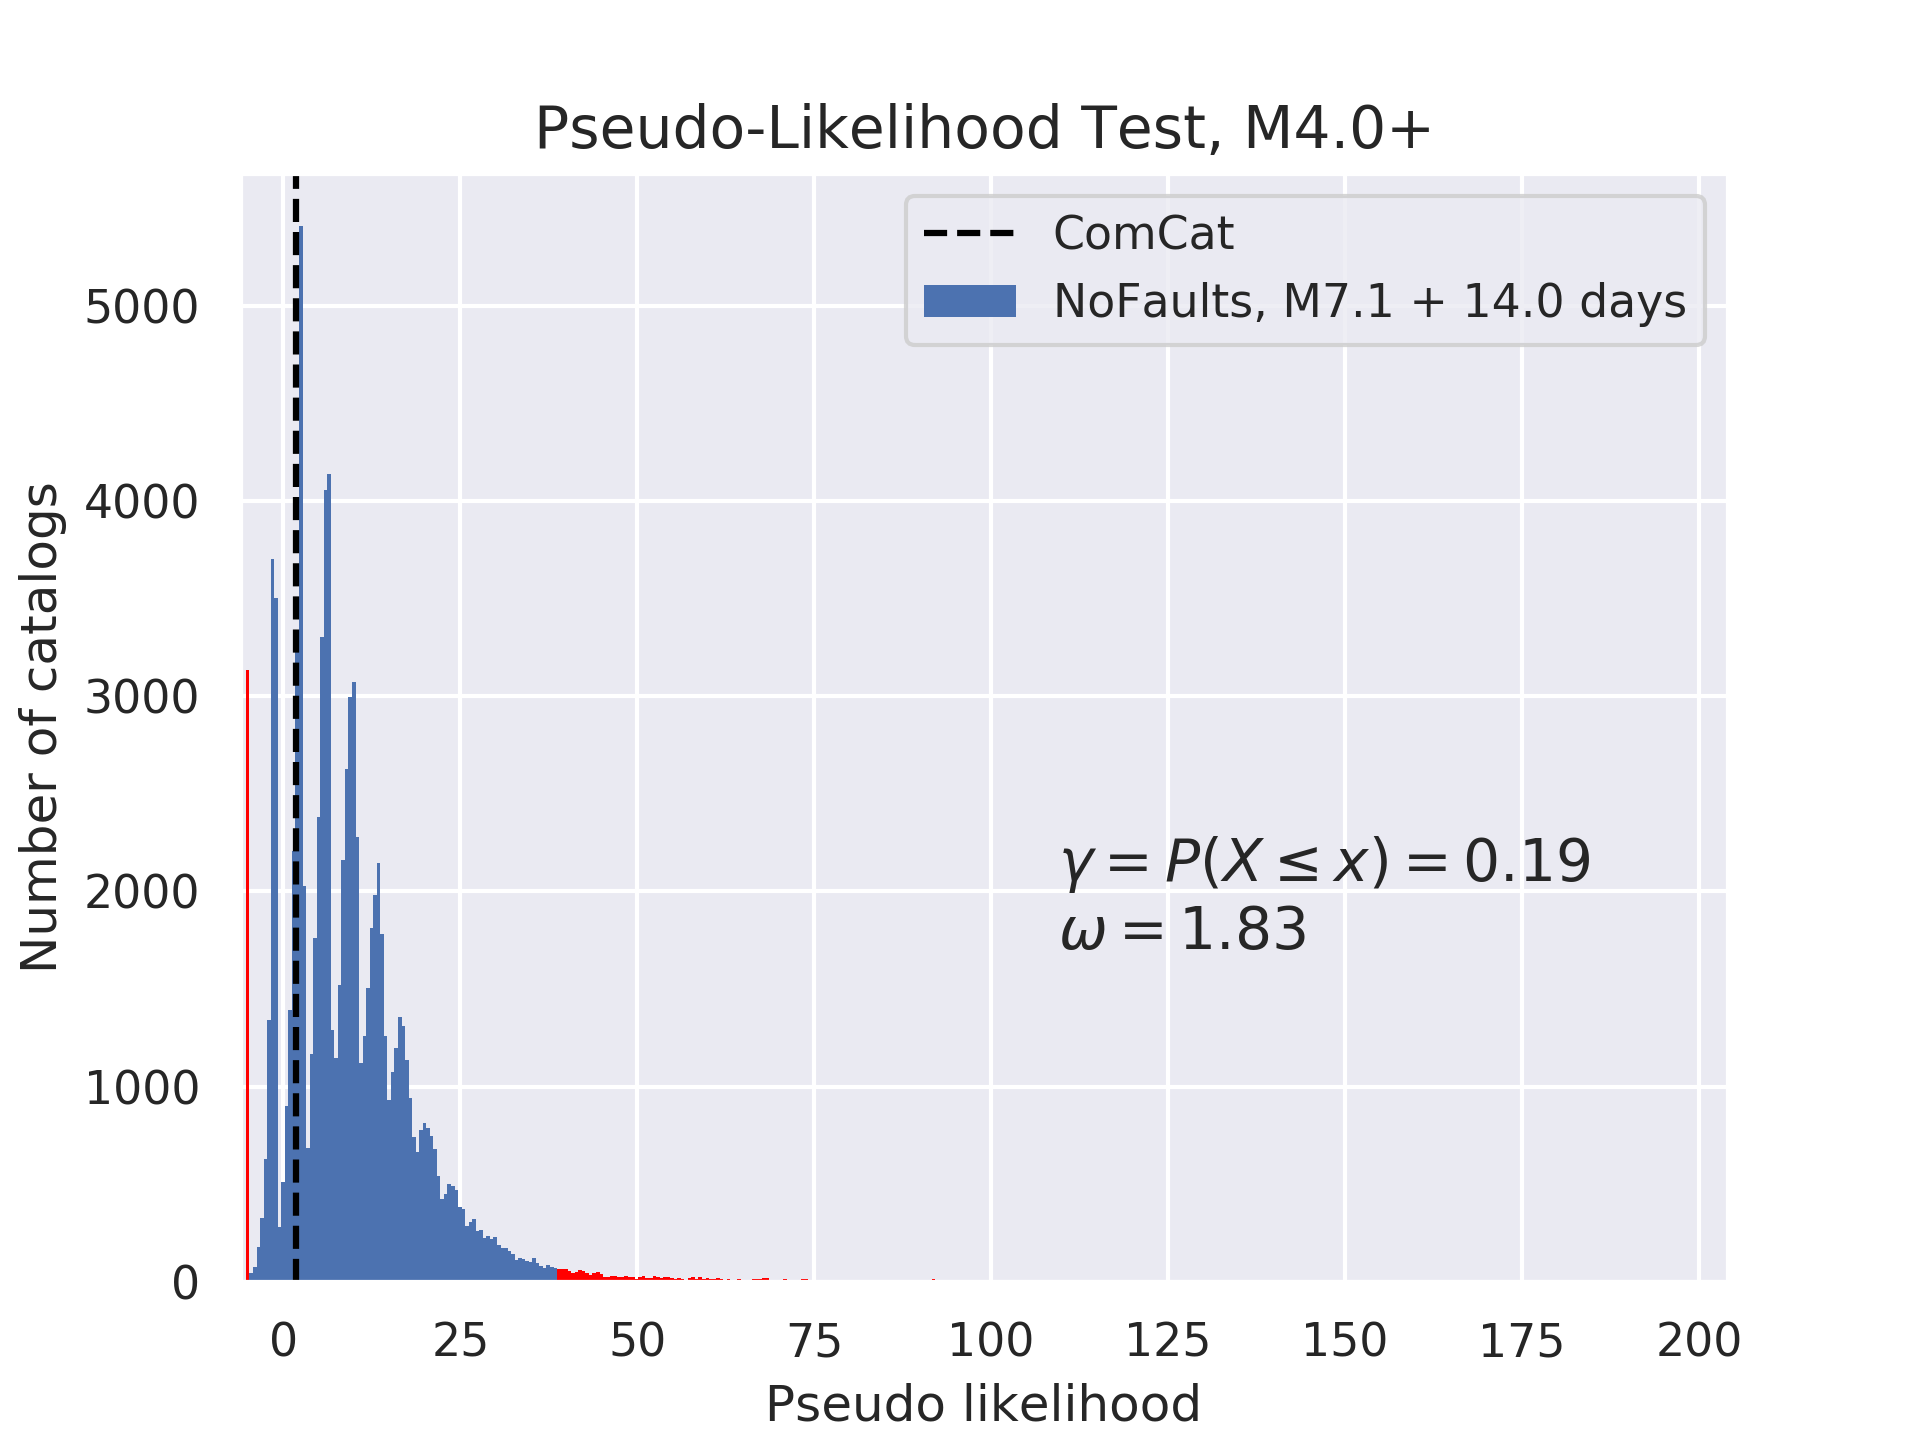 Pseudo-Likelihood Test, M4.0+
ComCat
NoFaults, M7.1 + 14.0 days
Number of catalogs
5000
4000
3000
2000
1000
0
γ = P(X ≤ x) = 0.19
ω = 1.83
0 25 50 75 100 125 150 175 200
Pseudo likelihood